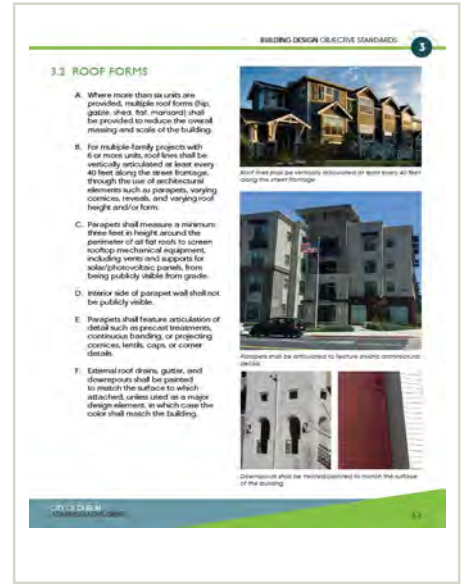 BUILDING DESIGN OBJECTIVE STANDARDS
3
3.2 ROOF FORMS
A. Where more than six units are
provided, multiple roof forms (hip,
gable, shed, flat, mansard) shall
be provided to reduce the overall
massing and scale of the building.
B. For multiple-family projects with
6 or more units, roof lines shall be
vertically articulated at least every
40 feet along the street frontage,
through the use of architectural
elements such as parapets, varying
cornices, reveals, and varying roof
height and/or form.
C. Parapets shall measure a minimum
three feet in height around the
perimeter of all flat roofs to screen
rooftop mechanical equipment,
including vents and supports for
solar/photovoltaic panels, from
being publicly visible from grade.
D. Interior side of parapet wall shall not
be publicly visible.
E. Parapets shall feature articulation of
detail such as precast treatments,
continuous banding, or projecting
cornices, lentils, caps, or corner
details.
F. External roof drains, gutter, and
downspouts shall be painted
to match the surface to which
attached, unless used as a major
design element, in which case the
color shall match the building.
Roof lines shall be vertically articulated at least every 40 feet
along the street frontage.
Parapets shall be articulated to feature architectural
details.
Downspouts shall be treated/painted to match the surface
of the building.
CITY OF DUBLIN
ADMINISTRATIVE DRAFT